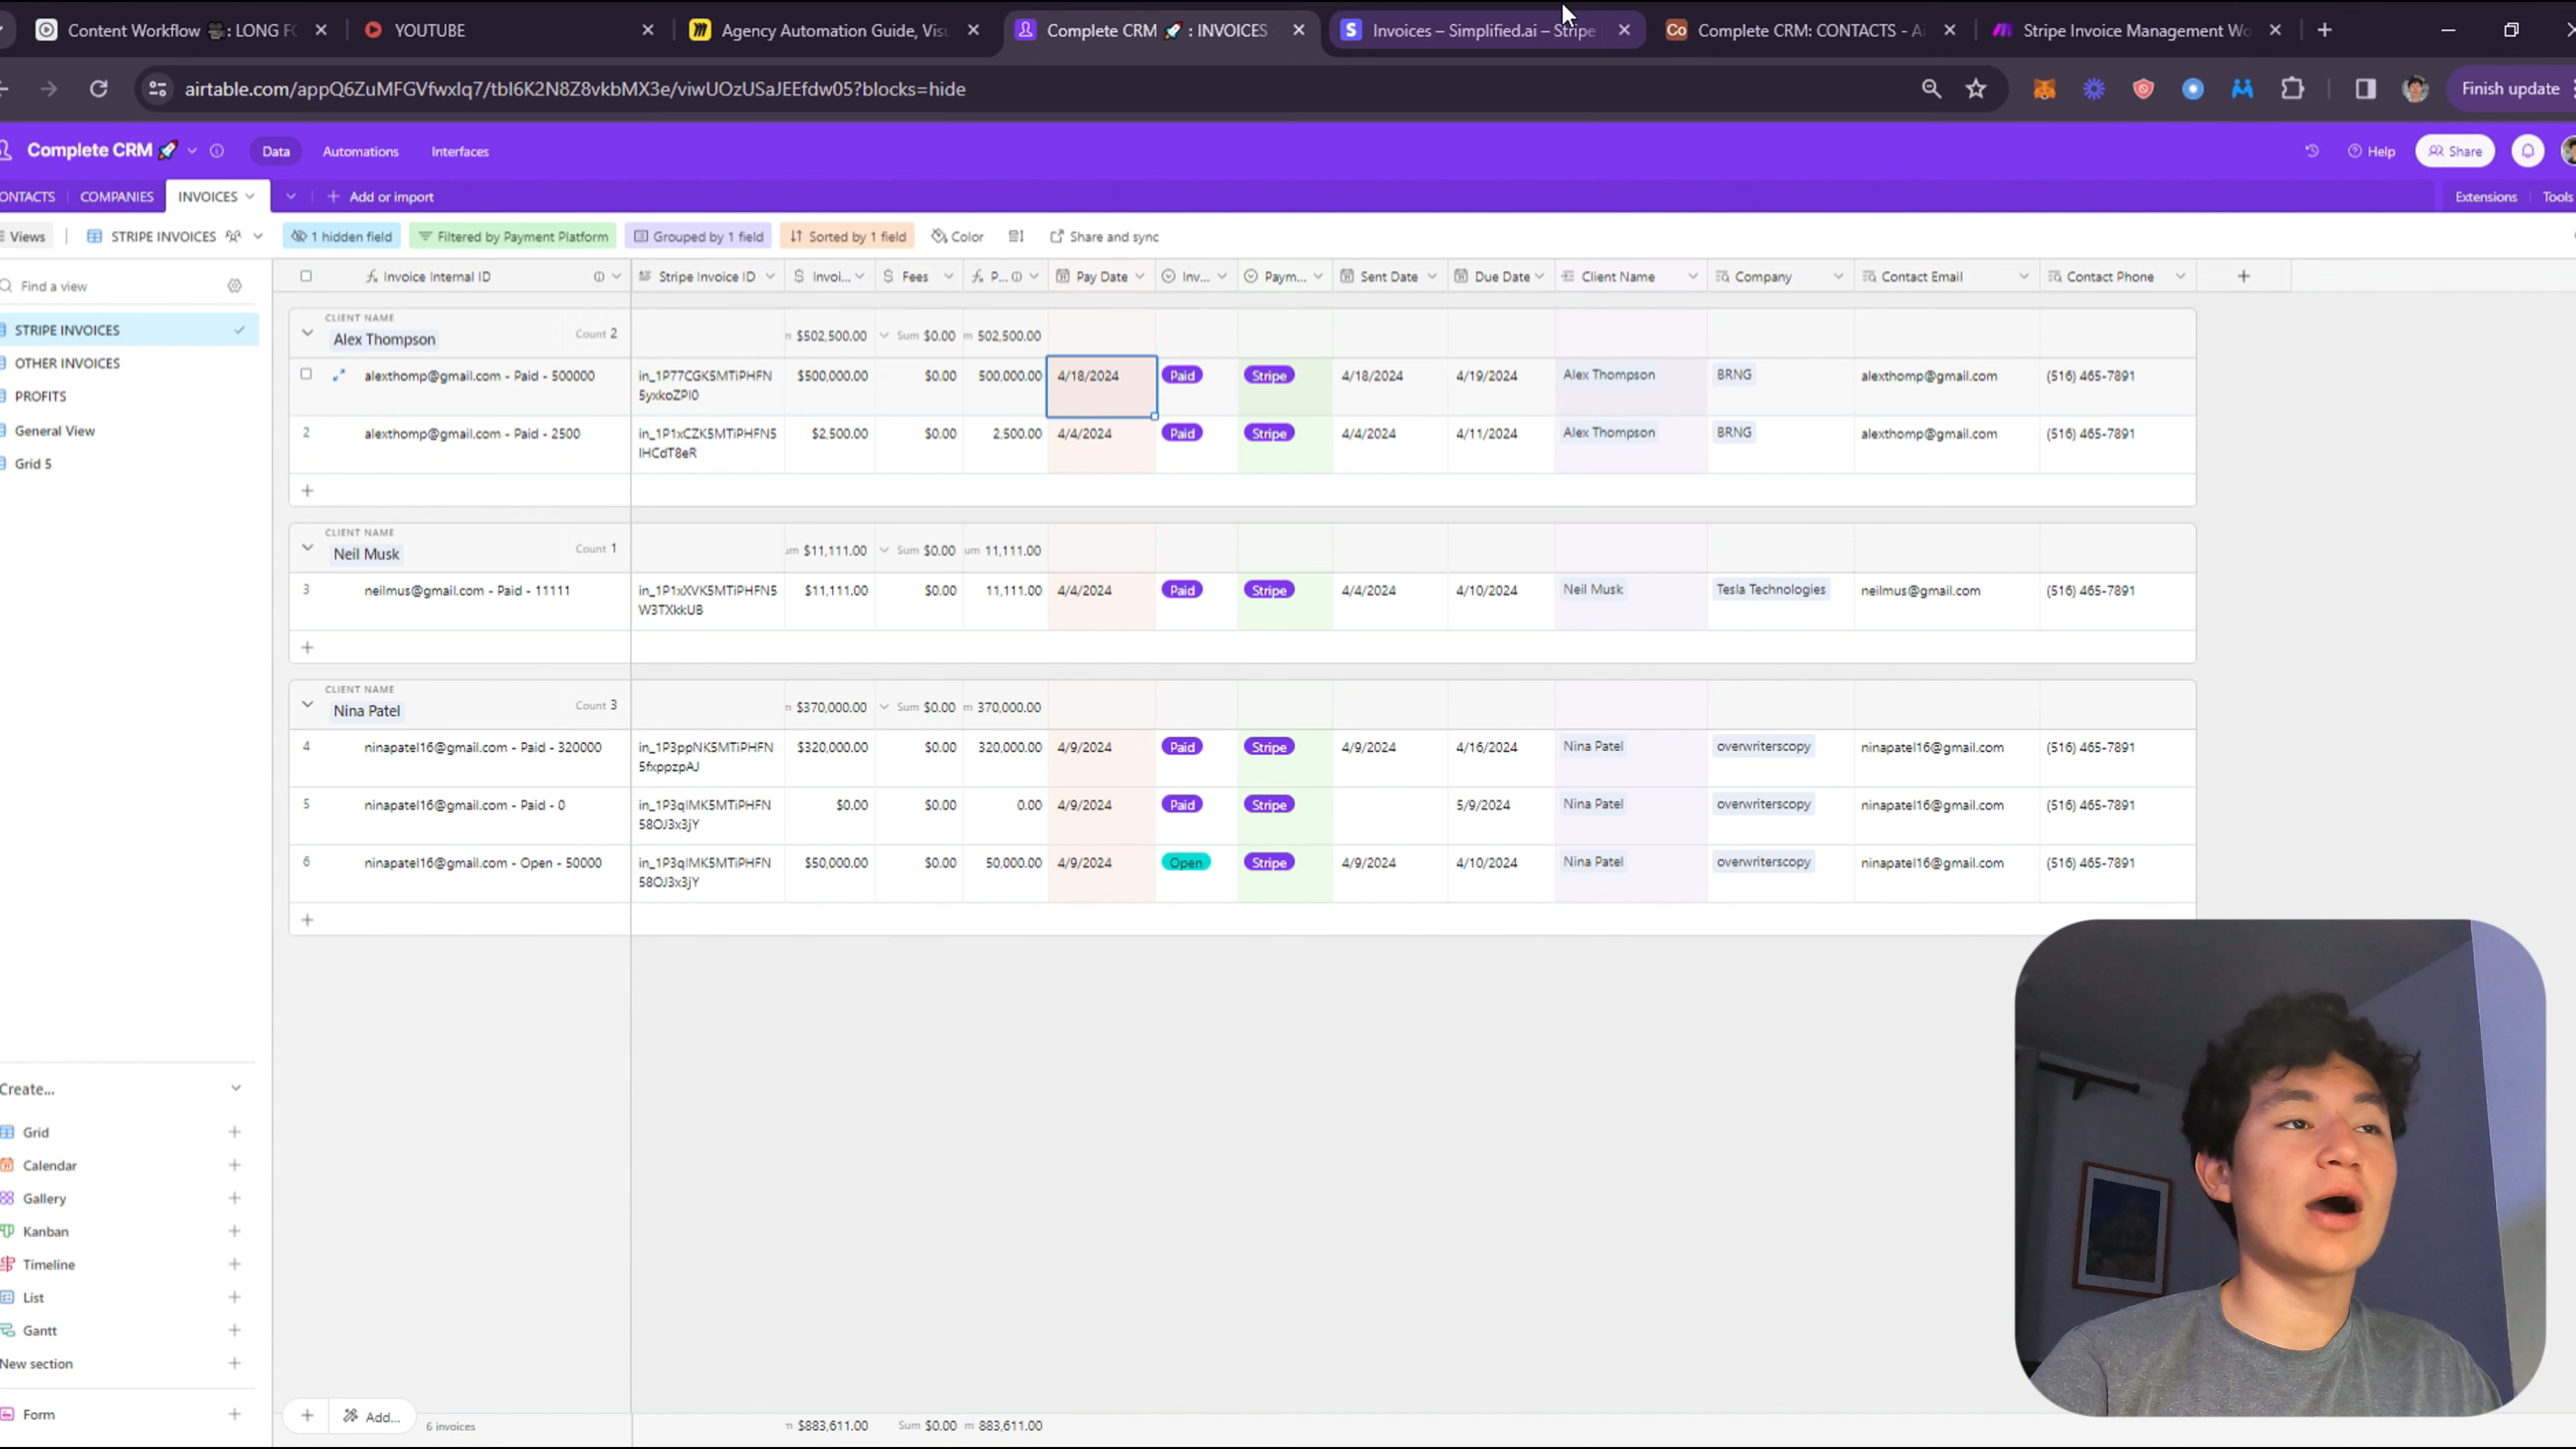 Content Workflow 🎥: LONG FO
YOUTUBE
Agency Automation Guide, Visu
Complete CRM 🚀 : INVOICES
Invoices – Simplified.ai – Stripe
Complete CRM: CONTACTS - Ai
Stripe Invoice Management Wo
airtable.com/appQ6ZuMFGVfwxlq7/tbl6K2N8Z8vkbMX3e/viwUOzUSaJEEfdw05?blocks=hide
Finish update
Complete CRM 🚀
Data
Automations
Interfaces
Help
Share
ONTACTS
COMPANIES
INVOICES
Add or import
Extensions
Tools
Views
STRIPE INVOICES
1 hidden field
Filtered by Payment Platform
Grouped by 1 field
Sorted by 1 field
Color
Share and sync
Find a view
STRIPE INVOICES
OTHER INVOICES
PROFITS
General View
Grid 5
Create...
Grid
Calendar
Gallery
Kanban
Timeline
List
Gantt
New section
Form
Invoice Internal ID Stripe Invoice ID Invoi... Fees P... Pay Date Inv... Paym... Sent Date Due Date Client Name Company Contact Email Contact Phone
CLIENT NAME
Alex Thompson Count 2 $502,500.00 Sum $0.00 m 502,500.00
alexthomp@gmail.com - Paid - 500000 in_1P77CGK5MTiPHFN $500,000.00 $0.00 500,000.00 4/18/2024 Paid Stripe 4/18/2024 4/19/2024 Alex Thompson BRNG alexthomp@gmail.com (516) 465-7891
5yxkoZPI0
2 alexthomp@gmail.com - Paid - 2500 in_1P1xCZK5MTiPHFN5 $2,500.00 $0.00 2,500.00 4/4/2024 Paid Stripe 4/4/2024 4/11/2024 Alex Thompson BRNG alexthomp@gmail.com (516) 465-7891
IHCdT8eR
CLIENT NAME
Neil Musk Count 1 um $11,111.00 Sum $0.00 um 11,111.00
3 neilmus@gmail.com - Paid - 11111 in_1P1xXVK5MTiPHFN5 $11,111.00 $0.00 11,111.00 4/4/2024 Paid Stripe 4/4/2024 4/10/2024 Neil Musk Tesla Technologies neilmus@gmail.com (516) 465-7891
W3TXkkUB
CLIENT NAME
Nina Patel Count 3 $370,000.00 Sum $0.00 m 370,000.00
4 ninapatel16@gmail.com - Paid - 320000 in_1P3ppNK5MTiPHFN $320,000.00 $0.00 320,000.00 4/9/2024 Paid Stripe 4/9/2024 4/16/2024 Nina Patel overwriterscopy ninapatel16@gmail.com (516) 465-7891
5fxppzpAJ
5 ninapatel16@gmail.com - Paid - 0 in_1P3qIMK5MTiPHFN $0.00 $0.00 0.00 4/9/2024 Paid Stripe 5/9/2024 Nina Patel overwriterscopy ninapatel16@gmail.com (516) 465-7891
58OJ3x3jY
6 ninapatel16@gmail.com - Open - 50000 in_1P3qIMK5MTiPHFN $50,000.00 $0.00 50,000.00 4/9/2024 Open Stripe 4/9/2024 4/10/2024 Nina Patel overwriterscopy ninapatel16@gmail.com (516) 465-7891
58OJ3x3jY
Add... 6 invoices $883,611.00 Sum $0.00 m 883,611.00